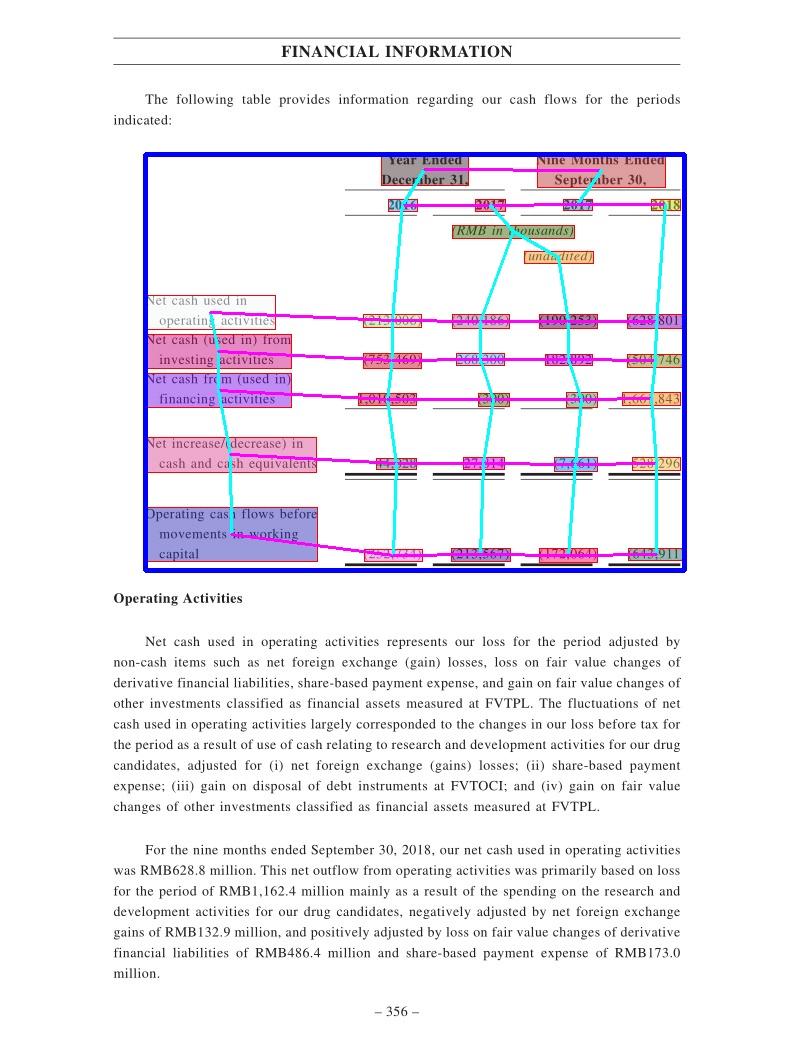 FINANCIAL INFORMATION
The following table provides information regarding our cash flows for the periods
indicated:
Year Ended Nine Months Ended
December 31, September 30,
2016 2017 2017 2018
(RMB in thousands)
(unaudited)
Net cash used in
operating activities (213,006) (240,486) (190,253) (628,801
Net cash (used in) from
investing activities (753,469) 268,100 182,892 (504,746
Net cash from (used in)
financing activities 1,010,503 (300) (300) 1,661,843
Net increase/(decrease) in
cash and cash equivalents 44,028 27,314 (7,661) 528,296
Operating cash flows before
movements in working
capital (213,567) (172,064) (643,911
Operating Activities
Net cash used in operating activities represents our loss for the period adjusted by
non-cash items such as net foreign exchange (gain) losses, loss on fair value changes of
derivative financial liabilities, share-based payment expense, and gain on fair value changes of
other investments classified as financial assets measured at FVTPL. The fluctuations of net
cash used in operating activities largely corresponded to the changes in our loss before tax for
the period as a result of use of cash relating to research and development activities for our drug
candidates, adjusted for (i) net foreign exchange (gains) losses; (ii) share-based payment
expense; (iii) gain on disposal of debt instruments at FVTOCI; and (iv) gain on fair value
changes of other investments classified as financial assets measured at FVTPL.
For the nine months ended September 30, 2018, our net cash used in operating activities
was RMB628.8 million. This net outflow from operating activities was primarily based on loss
for the period of RMB1,162.4 million mainly as a result of the spending on the research and
development activities for our drug candidates, negatively adjusted by net foreign exchange
gains of RMB132.9 million, and positively adjusted by loss on fair value changes of derivative
financial liabilities of RMB486.4 million and share-based payment expense of RMB173.0
million.
– 356 –